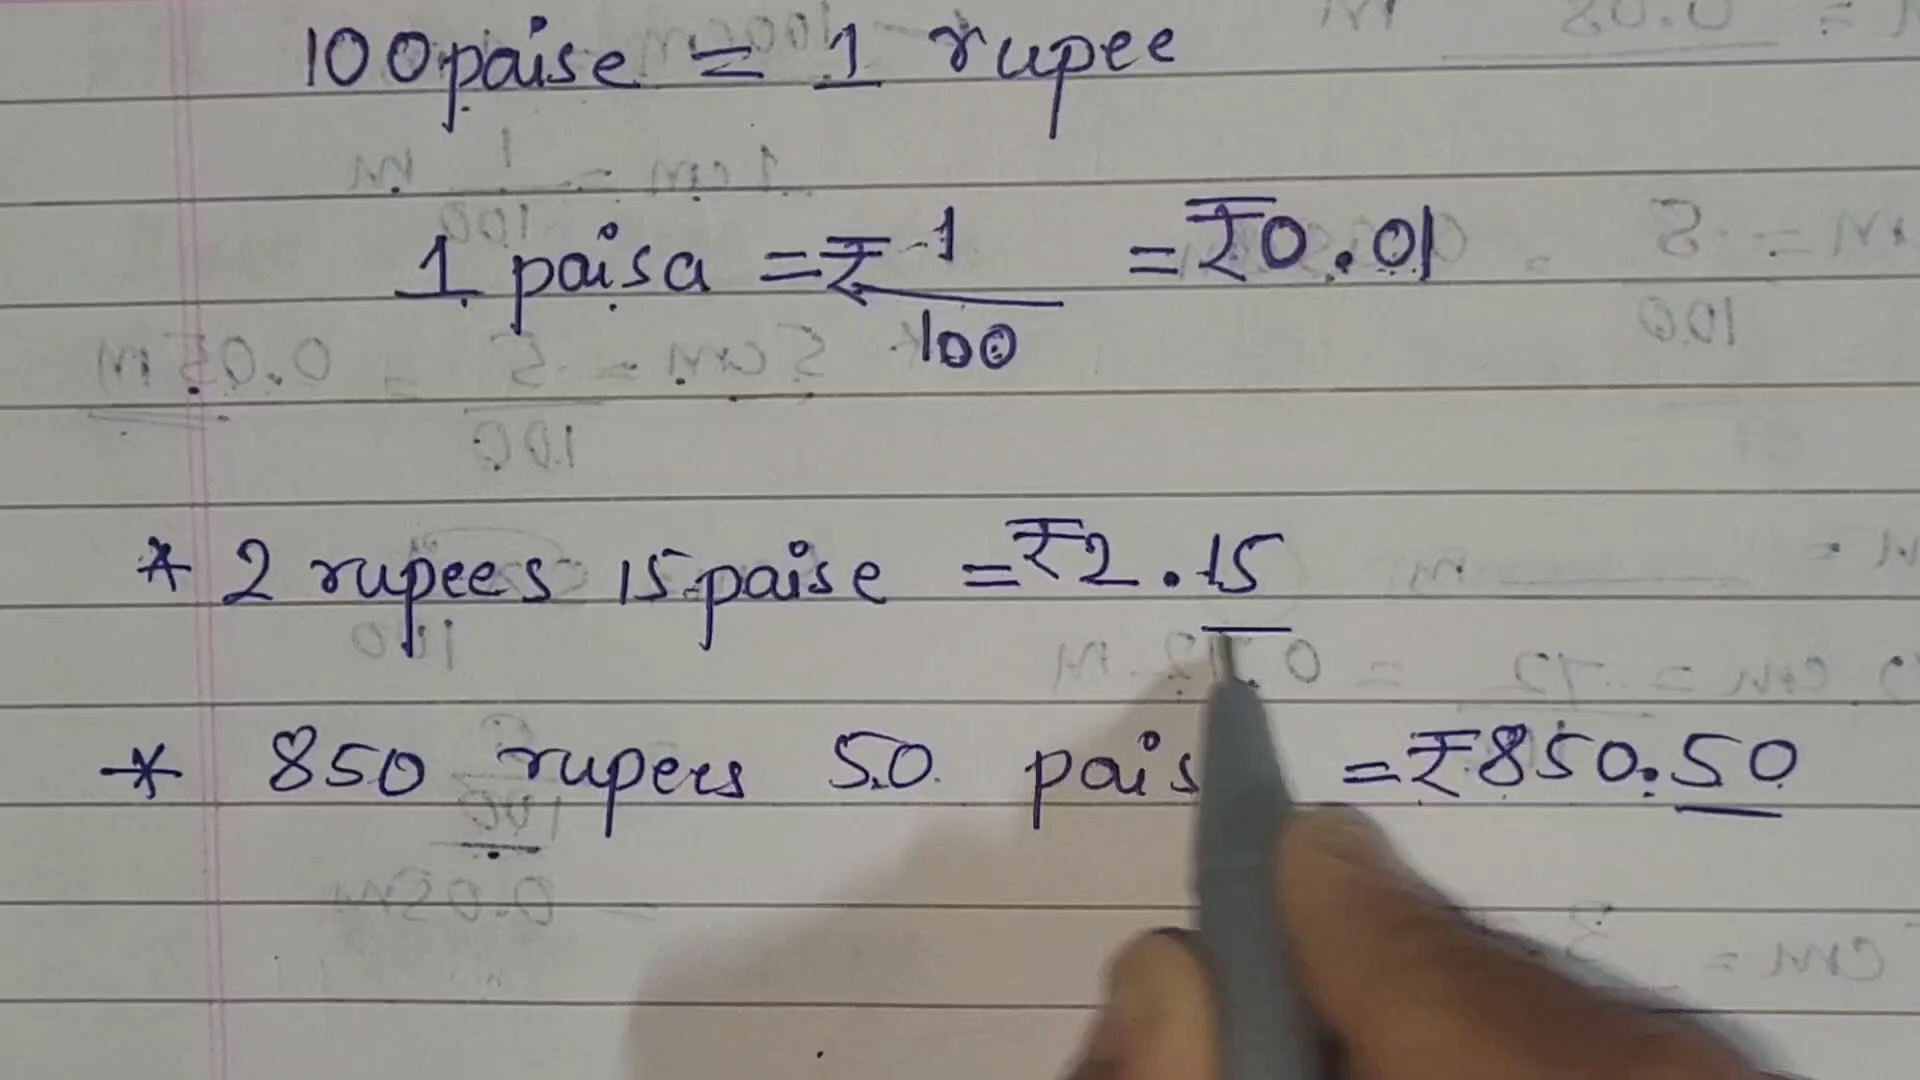 100 paise = 1 rupee
1 paisa = ₹ 1/100 = ₹0.01
* 2 rupees 15 paise = ₹2.15
* 850 rupees 50 pais = ₹850.50